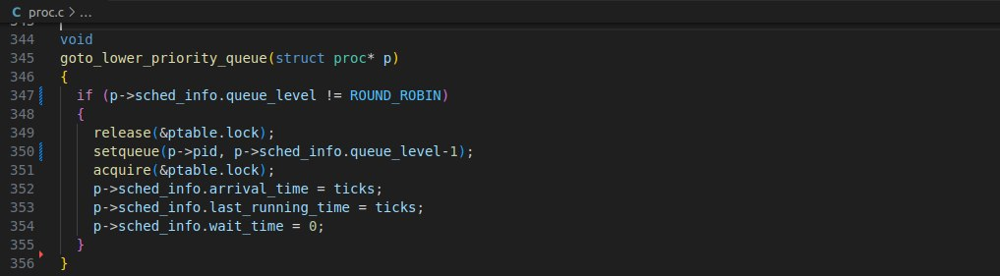 C proc.c > ...
343
344 void
345 goto_lower_priority_queue(struct proc* p)
346 {
347   if (p->sched_info.queue_level != ROUND_ROBIN)
348   {
349     release(&ptable.lock);
350     setqueue(p->pid, p->sched_info.queue_level-1);
351     acquire(&ptable.lock);
352     p->sched_info.arrival_time = ticks;
353     p->sched_info.last_running_time = ticks;
354     p->sched_info.wait_time = 0;
355   }
356 }